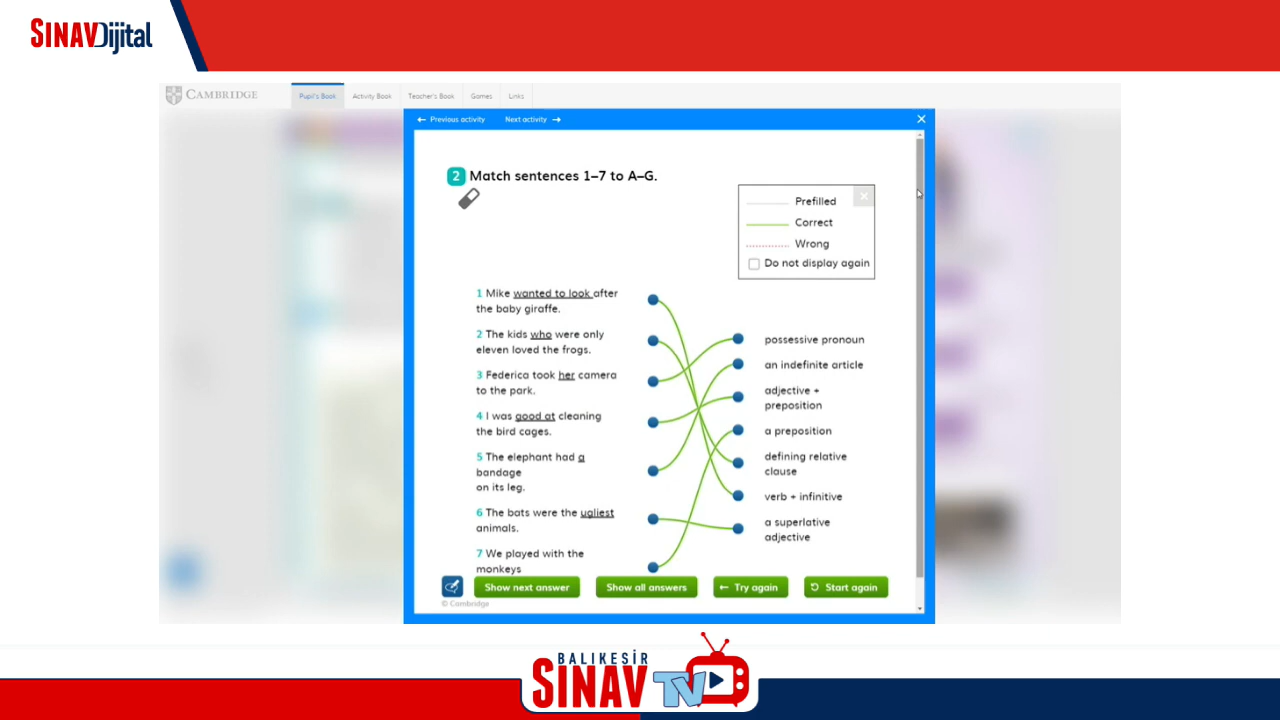 SINAVDijital
CAMBRIDGE
Pupil's Book
Activity Book
Teacher's Book
Games
Links
← Previous activity
Next activity →
2 Match sentences 1–7 to A–G.
Prefilled
Correct
Wrong
Do not display again
1 Mike wanted to look after
the baby giraffe.
2 The kids who were only
eleven loved the frogs.
3 Federica took her camera
to the park.
4 I was good at cleaning
the bird cages.
5 The elephant had a
bandage
on its leg.
6 The bats were the ugliest
animals.
7 We played with the
monkeys
possessive pronoun
an indefinite article
adjective +
preposition
a preposition
defining relative
clause
verb + infinitive
a superlative
adjective
Show next answer
Show all answers
← Try again
Start again
© Cambridge
BALIKESİR
SINAV TV